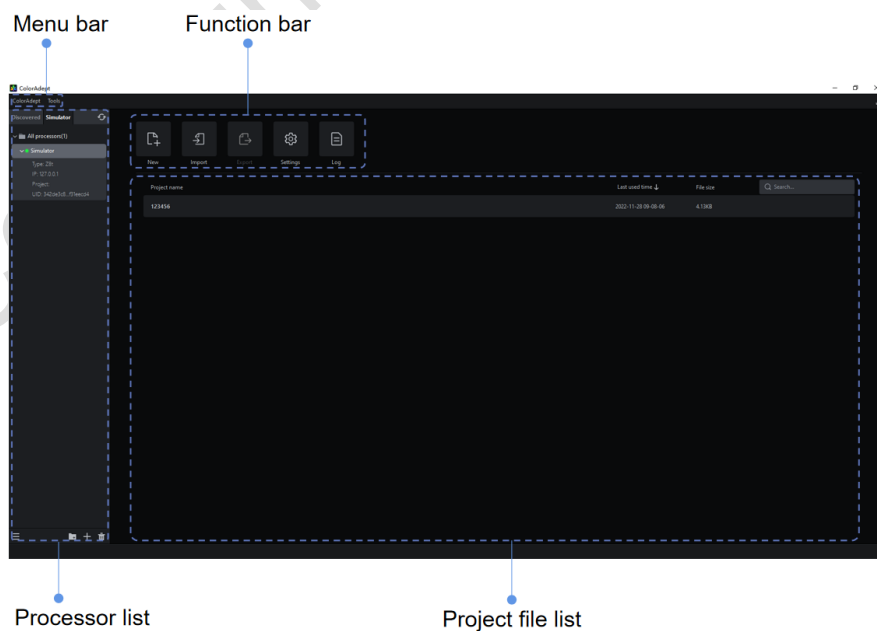 Menu bar
Function bar
ColorAdept
ColorAdept Tools
Discovered Simulator
All processors(1)
Simulator
Type: Z8t
IP: 127.0.0.1
Project:
New Import Export Settings Log
Project name Last used time ↓ File size Search...
123456 2022-11-28 09-08-06 4.13KB
Processor list
Project file list